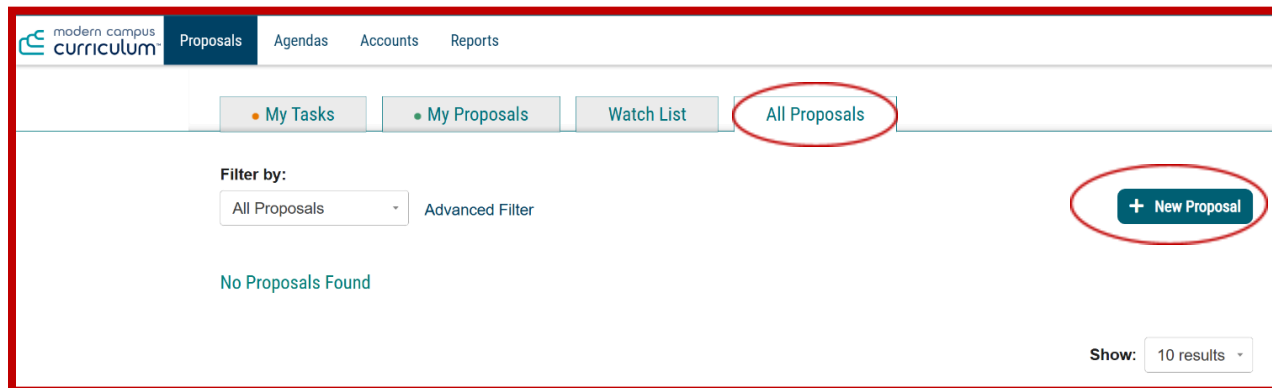 modern campus
curriculum™
Proposals Agendas Accounts Reports
• My Tasks • My Proposals Watch List All Proposals
Filter by:
All Proposals Advanced Filter
+ New Proposal
No Proposals Found
Show: 10 results